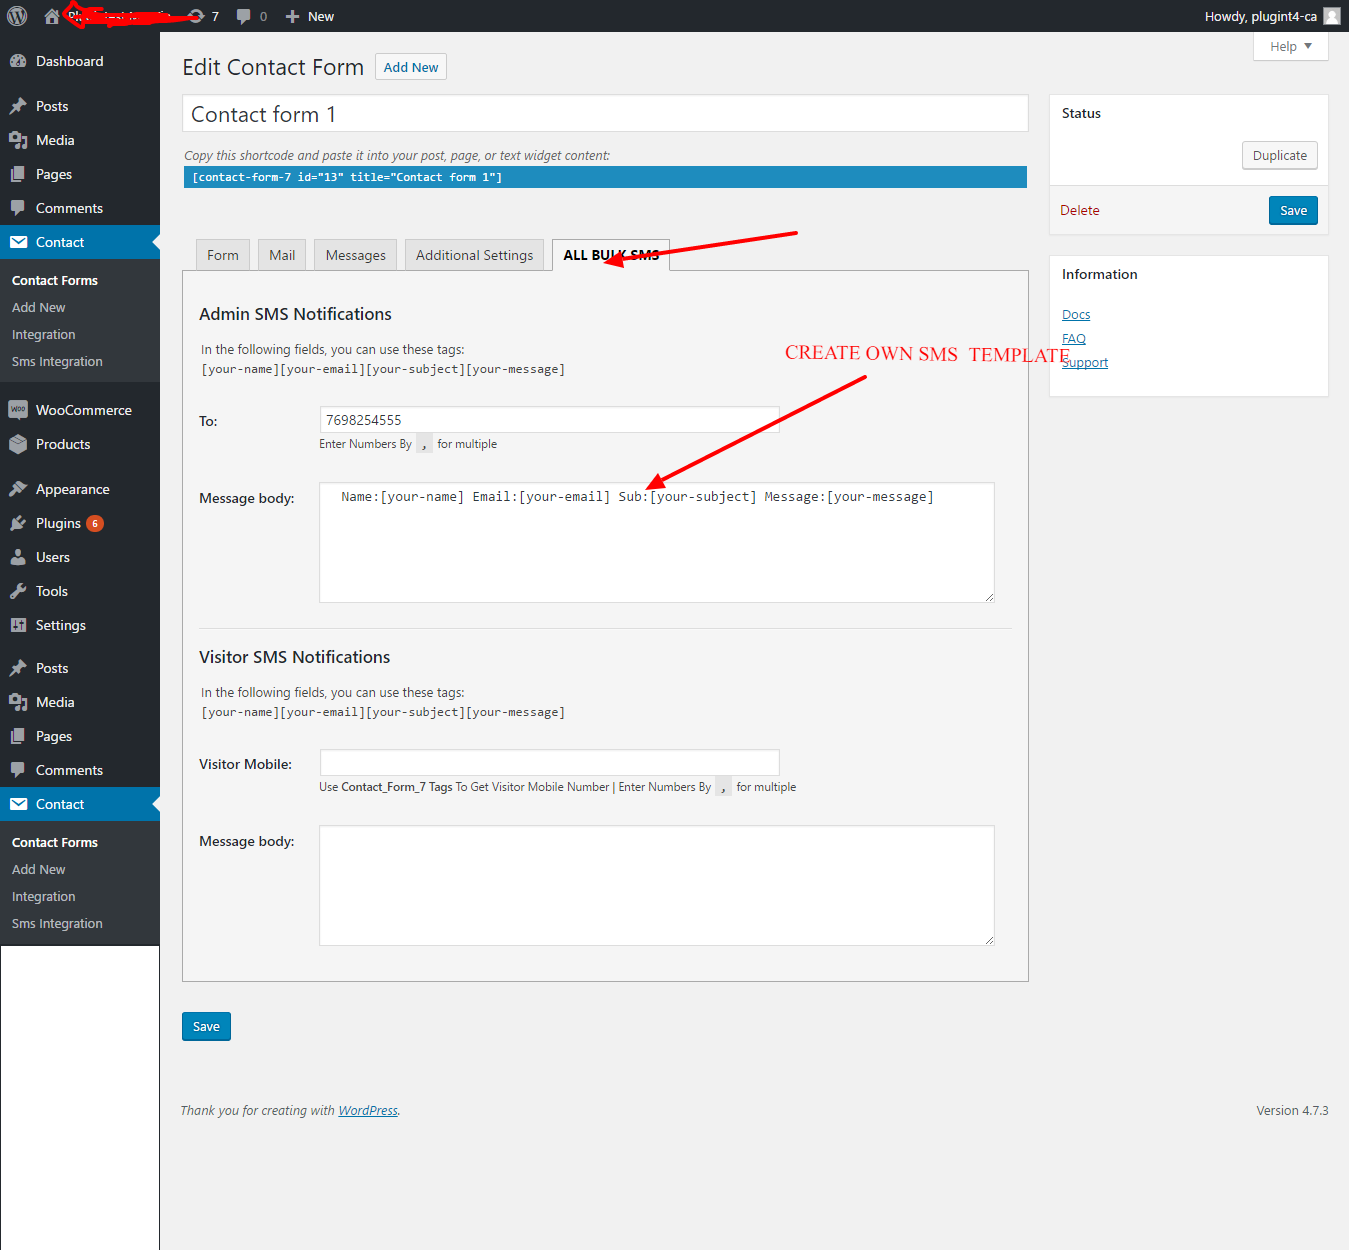 7 0 New
Howdy, plugint4-ca
Help
Dashboard
Posts
Media
Pages
Comments
Contact
Contact Forms
Add New
Integration
Sms Integration
WooCommerce
Products
Appearance
Plugins 6
Users
Tools
Settings
Posts
Media
Pages
Comments
Contact
Contact Forms
Add New
Integration
Sms Integration
Edit Contact Form Add New
Contact form 1
Copy this shortcode and paste it into your post, page, or text widget content:
[contact-form-7 id="13" title="Contact form 1"]
Form Mail Messages Additional Settings ALL BULK SMS
Admin SMS Notifications
In the following fields, you can use these tags:
[your-name][your-email][your-subject][your-message]
CREATE OWN SMS TEMPLATE
To: 7698254555
Enter Numbers By , for multiple
Message body: Name:[your-name] Email:[your-email] Sub:[your-subject] Message:[your-message]
Visitor SMS Notifications
In the following fields, you can use these tags:
[your-name][your-email][your-subject][your-message]
Visitor Mobile:
Use Contact_Form_7 Tags To Get Visitor Mobile Number | Enter Numbers By , for multiple
Message body:
Save
Status
Duplicate
Delete Save
Information
Docs
FAQ
Support
Thank you for creating with WordPress.
Version 4.7.3